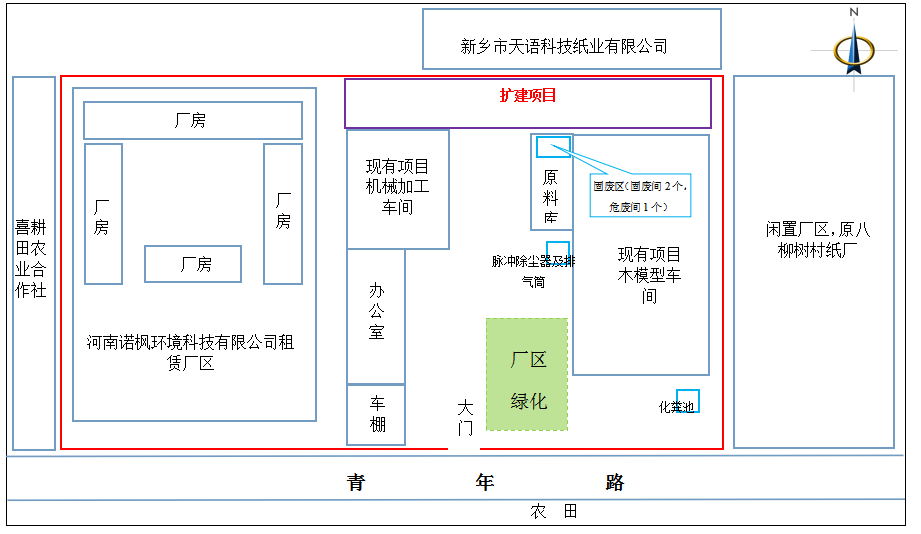 N
新乡市天语科技纸业有限公司
扩建项目
厂房
厂
房
厂
房
厂房
河南诺枫环境科技有限公司租
赁厂区
喜耕
田农
业合
作社
现有项目
机械加工
车间
原
料
库
固废区（固废间2个，
危废间1个）
脉冲除尘器及排
气筒
现有项目
木模型车
间
闲置厂区，原八
柳树村纸厂
办
公
室
厂区
绿化
车
棚
大
门
化粪池
青年路
农田